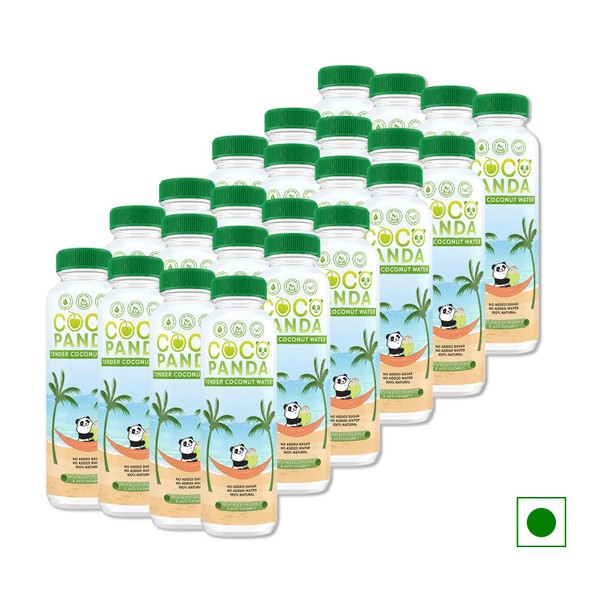 COCO
PANDA
TENDER COCONUT WATER
NO ADDED SUGAR
NO ADDED WATER
100% NATURAL